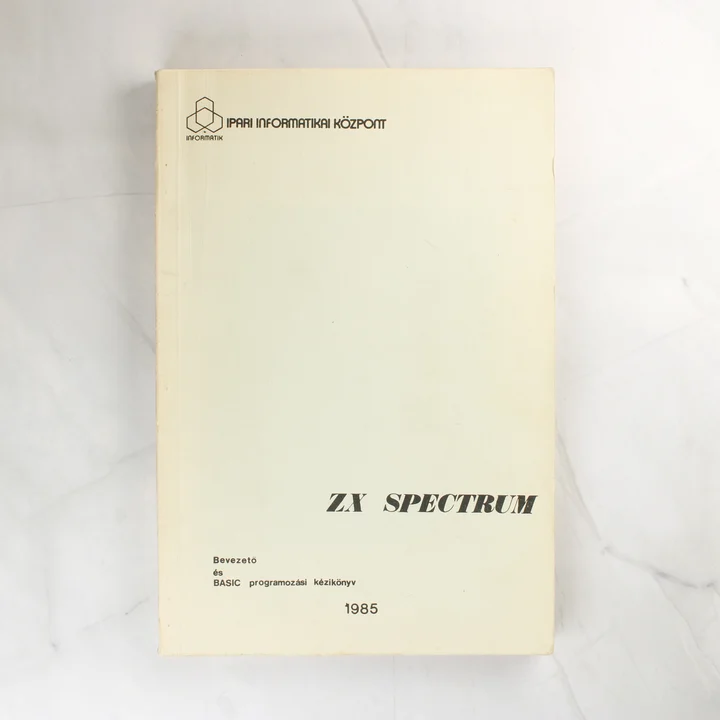 IPARI INFORMATIKAI KÖZPONT
INFORMATIK
ZX SPECTRUM
Bevezető
és
BASIC programozási kézikönyv
1985